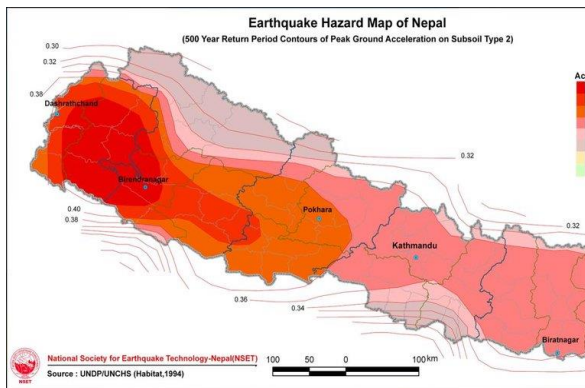 Earthquake Hazard Map of Nepal
(500 Year Return Period Contours of Peak Ground Acceleration on Subsoil Type 2)
0.30
0.32
0.38
Dashrathchand
Ac
0.32
Birendranagar
0.40
0.38
Pokhara
0.32
Kathmandu
0.36
0.34
Biratnagar
National Society for Earthquake Technology-Nepal(NSET)
Source : UNDP/UNCHS (Habitat,1994)
100 50 0 100 km
NSET